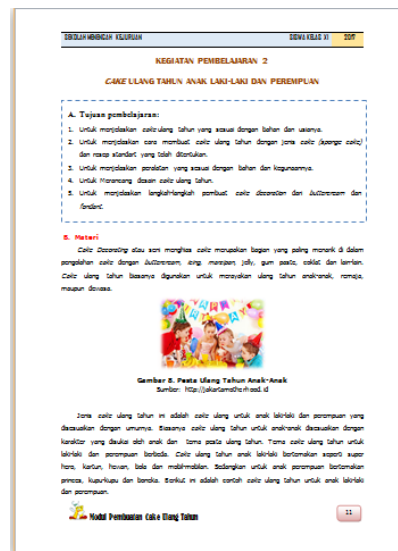 SEKOLAH MENENGAH KEJURUAN SISWA KELAS XI 2017
KEGIATAN PEMBELAJARAN 2
CAKE ULANG TAHUN ANAK LAKI-LAKI DAN PEREMPUAN
A. Tujuan pembelajaran:
1. Untuk menjelaskan cake ulang tahun yang sesuai dengan bahan dan usianya.
2. Untuk menjelaskan cara membuat cake ulang tahun dengan jenis cake (sponge cake)
dan resep standart yang telah ditentukan.
3. Untuk menjelaskan peralatan yang sesuai dengan bahan dan kegunaannya.
4. Untuk Merancang desain cake ulang tahun.
5. Untuk menjelaskan langkah-langkah pembuat cake decoration dari buttercream dan
fondant.
B. Materi
Cake Decorating atau seni menghias cake merupakan bagian yang paling menarik di dalam
pengolahan cake dengan buttercream, icing, marzipan, jelly, gum paste, coklat dan lain-lain.
Cake ulang tahun biasanya digunakan untuk merayakan ulang tahun anak-anak, remaja,
maupun dewasa.
Gambar 8. Pesta Ulang Tahun Anak-Anak
Sumber: http://jakartamotherhood.id
Jenis cake ulang tahun ini adalah cake ulang untuk anak laki-laki dan perempuan yang
disesuaikan dengan umurnya. Biasanya cake ulang tahun untuk anak-anak disesuaikan dengan
karakter yang disukai oleh anak dan tema pesta ulang tahun. Tema cake ulang tahun untuk
laki-laki dan perempuan berbeda. Cake ulang tahun anak laki-laki bertemakan seperti super
hero, kartun, hewan, bola dan mobil-mobilan. Sedangkan untuk anak perempuan bertemakan
princes, kupu-kupu dan boneka. Berikut ini adalah contoh cake ulang tahun untuk anak laki-laki
dan perempuan.
Modul Pembuatan Cake Ulang Tahun 11